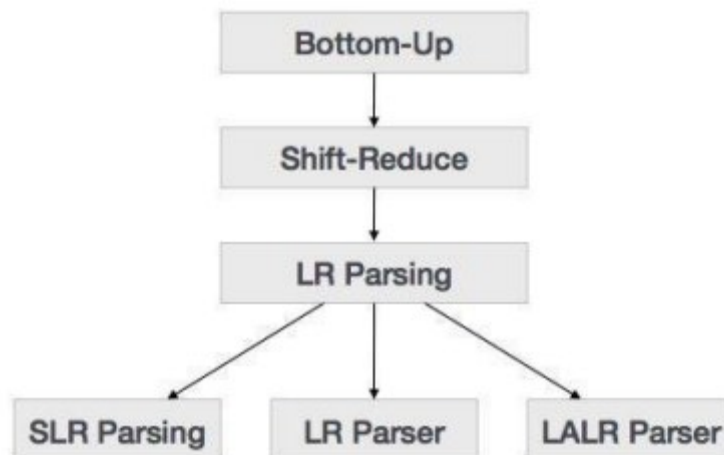 Bottom-Up
Shift-Reduce
LR Parsing
SLR Parsing
LR Parser
LALR Parser